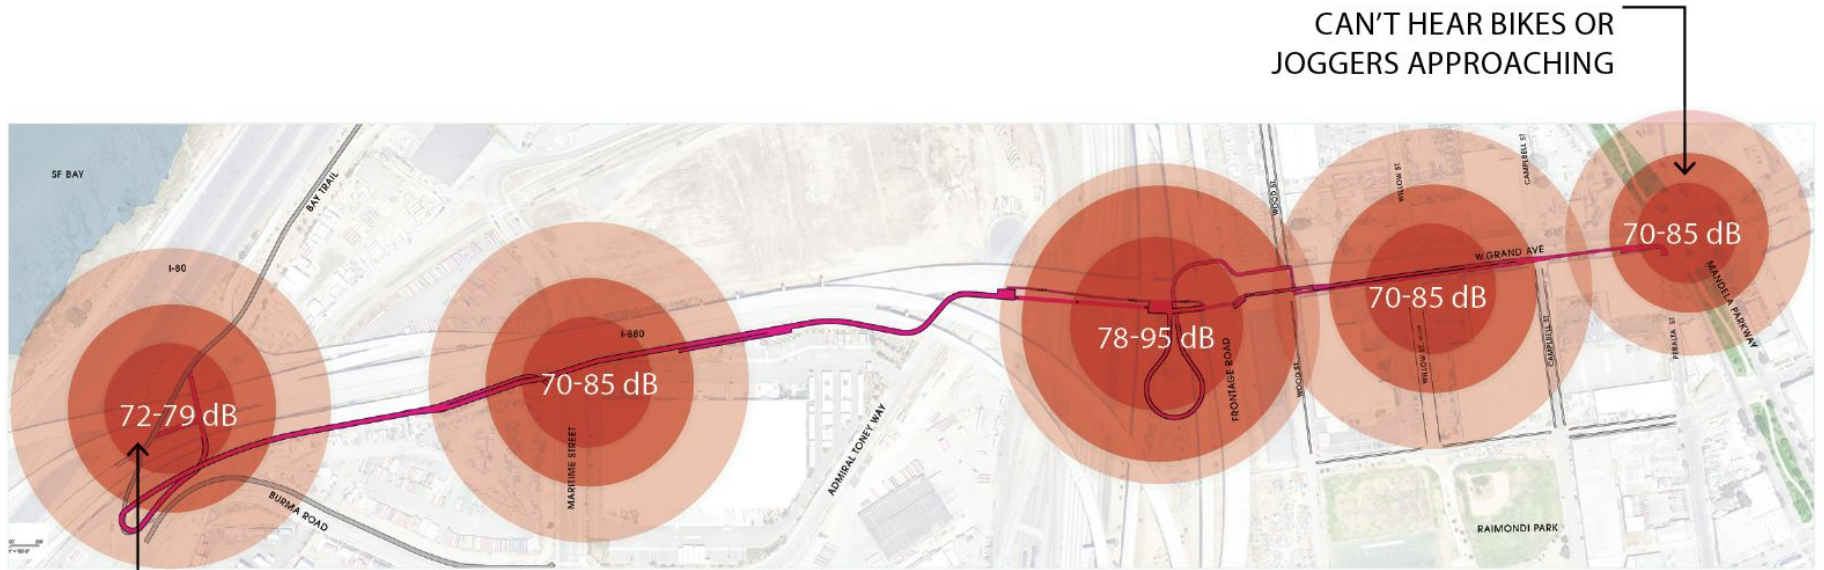 CAN'T HEAR BIKES OR
JOGGERS APPROACHING
SF BAY
BAY TRAIL
I-80
72-79 dB
BURMA ROAD
I-880
70-85 dB
MARITIME STREET
ADMIRAL TONEY WAY
78-95 dB
FRONTAGE ROAD
WOOD ST.
WOOD ST.
WILLOW ST.
WILLOW ST.
CAMPBELL ST
CAMPBELL ST
W.GRAND AVE
70-85 dB
70-85 dB
MANDELA PARKWAY
PERALTA ST
RAIMONDI PARK